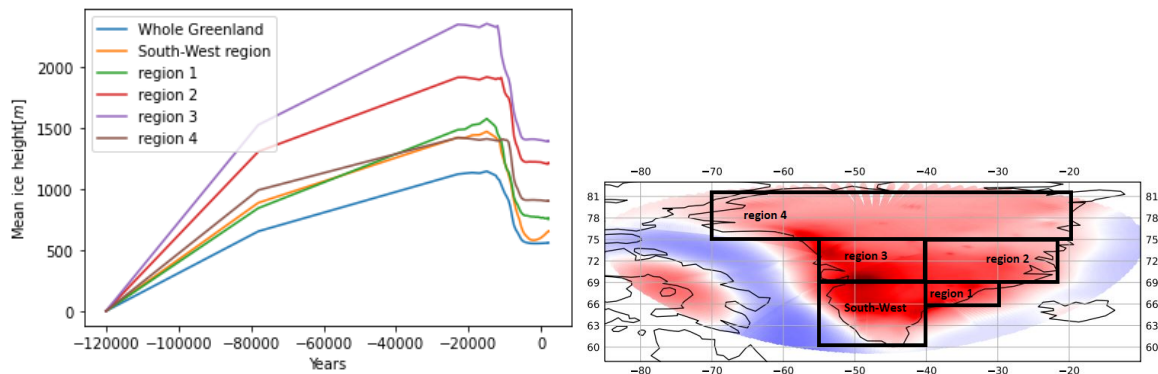 Mean ice height[m]
2000
1500
1000
500
0
Whole Greenland
South-West region
region 1
region 2
region 3
region 4
−120000 −100000 −80000 −60000 −40000 −20000 0
Years
−80 −70 −60 −50 −40 −30 −20
81 81
78 78
75 75
72 72
69 69
66 66
63 63
60 60
region 4
region 3
region 2
region 1
South-West
−80 −70 −60 −50 −40 −30 −20